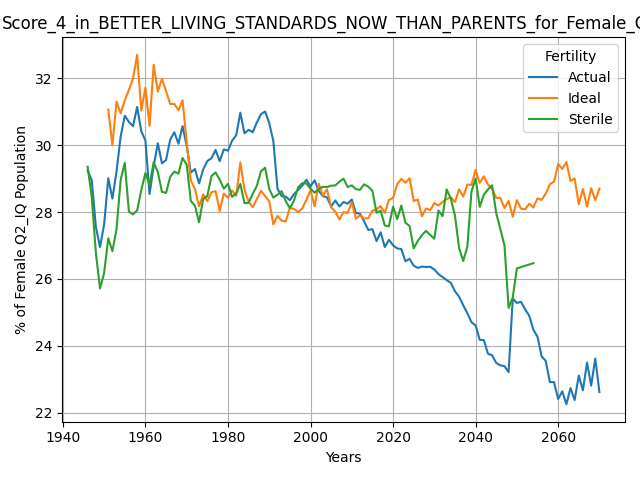 Score_4_in_BETTER_LIVING_STANDARDS_NOW_THAN_PARENTS_for_Female_
Fertility
Actual
Ideal
Sterile
% of Female Q2_IQ Population
32
30
28
26
24
22
1940
1960
1980
2000
2020
2040
2060
Years